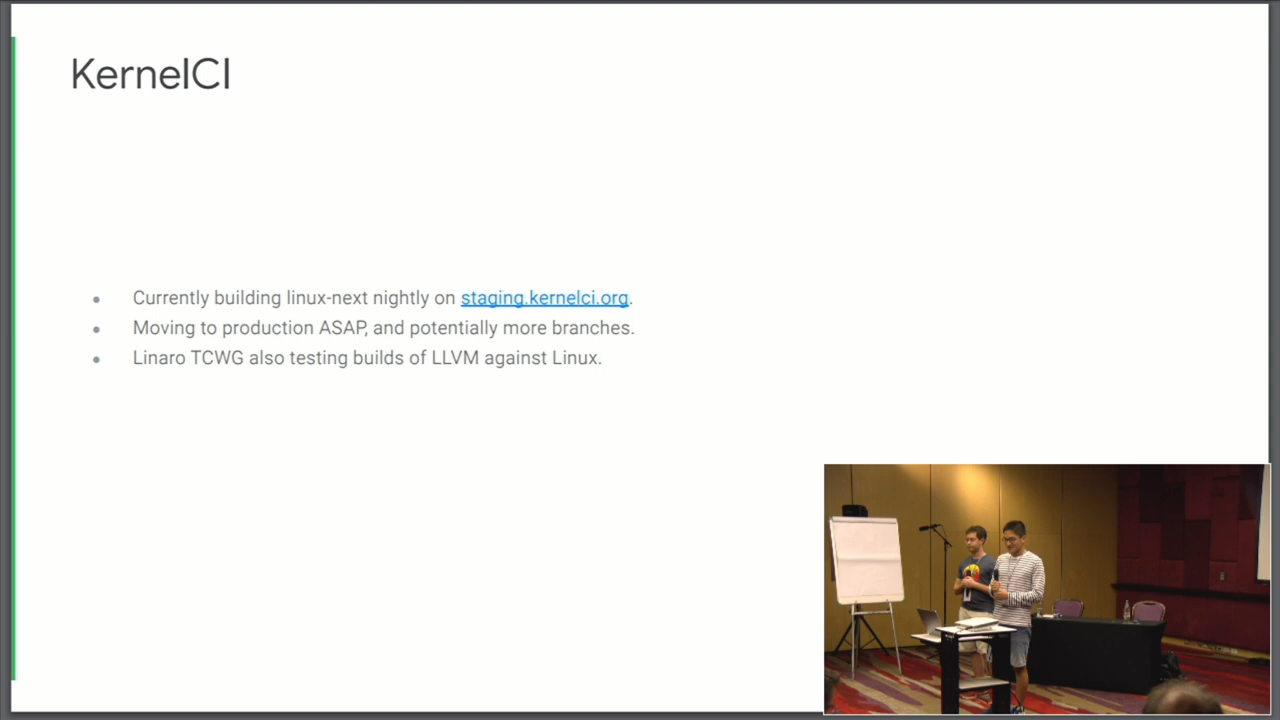 KernelCI
Currently building linux-next nightly on staging.kernelci.org.
Moving to production ASAP, and potentially more branches.
Linaro TCWG also testing builds of LLVM against Linux.